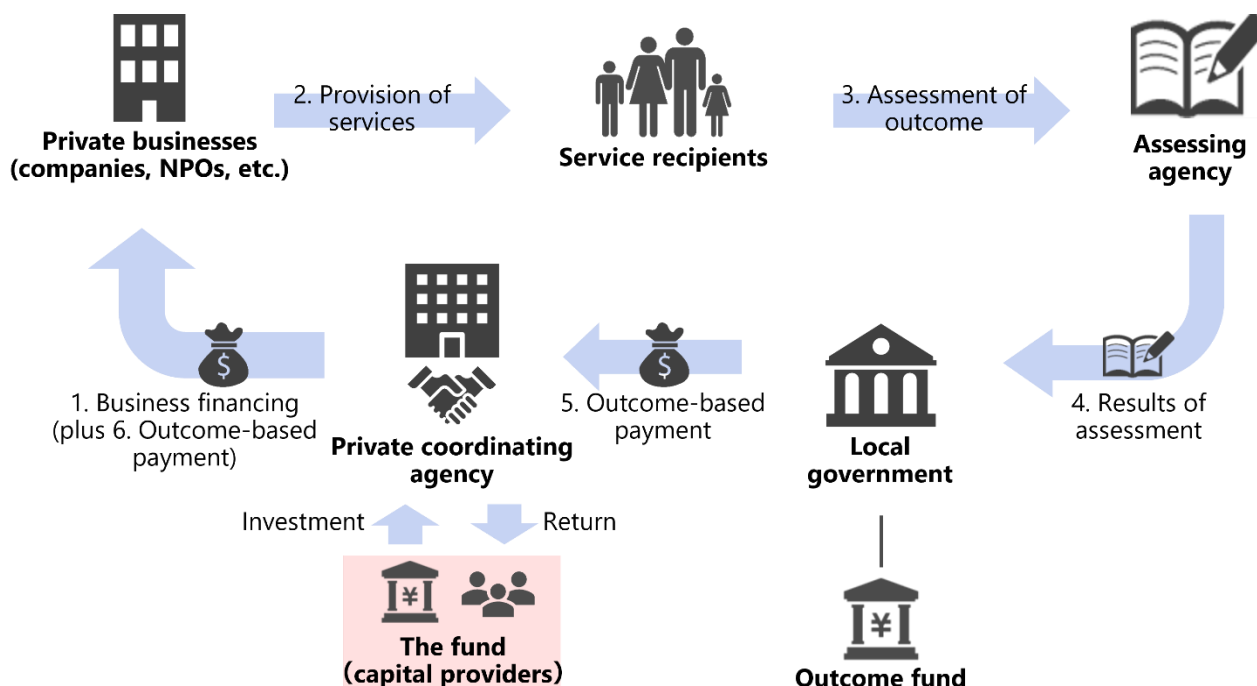 2. Provision of
services
3. Assessment of
outcome
Private businesses
(companies, NPOs, etc.)
Service recipients
Assessing
agency
$
1. Business financing
(plus 6. Outcome-based
payment)
Private coordinating
agency
$
5. Outcome-based
payment
Local
government
4. Results of
assessment
Investment
Return
¥
The fund
(capital providers)
¥
Outcome fund